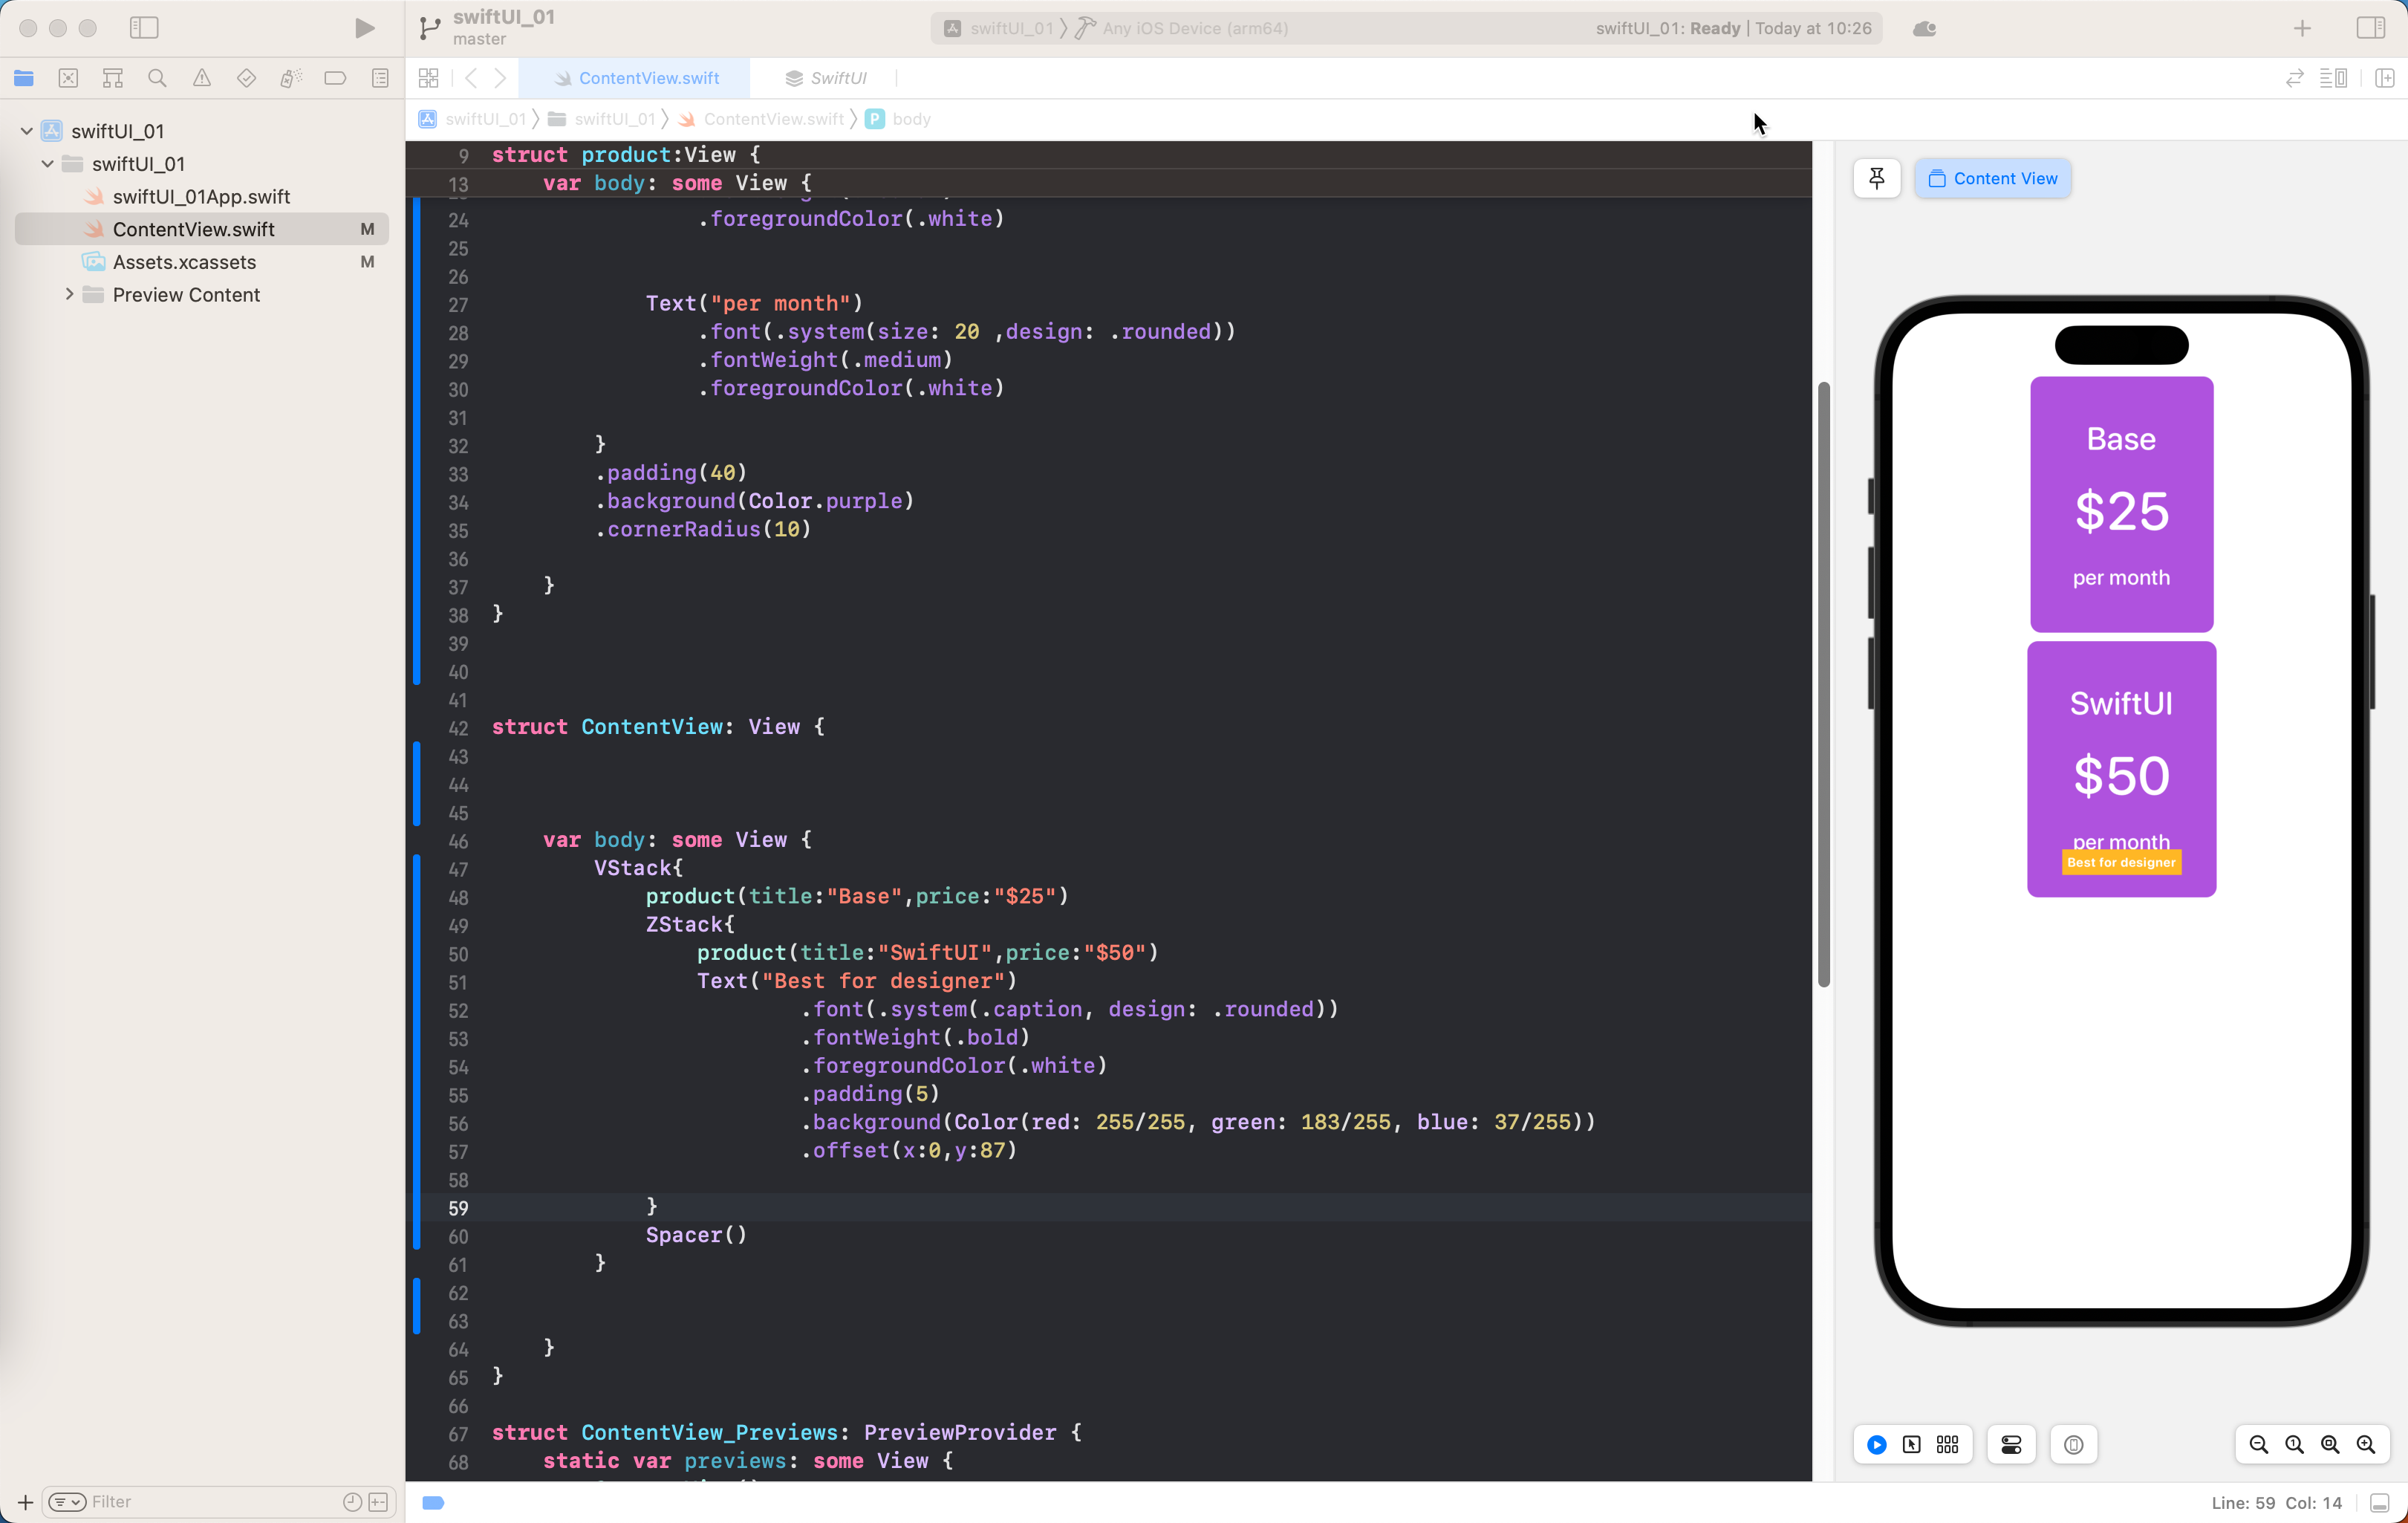 swiftUI_01
master
swiftUI_01 Any iOS Device (arm64)
swiftUI_01: Ready | Today at 10:26
ContentView.swift
SwiftUI
swiftUI_01
swiftUI_01
swiftUI_01App.swift
ContentView.swift M
Assets.xcassets M
Preview Content
swiftUI_01 swiftUI_01 ContentView.swift P body
9 struct product:View {
13 var body: some View {
24 .foregroundColor(.white)
25
26
27 Text("per month")
28 .font(.system(size: 20 ,design: .rounded))
29 .fontWeight(.medium)
30 .foregroundColor(.white)
31
32 }
33 .padding(40)
34 .background(Color.purple)
35 .cornerRadius(10)
36
37 }
38 }
39
40
41
42 struct ContentView: View {
43
44
45
46 var body: some View {
47 VStack{
48 product(title:"Base",price:"$25")
49 ZStack{
50 product(title:"SwiftUI",price:"$50")
51 Text("Best for designer")
52 .font(.system(.caption, design: .rounded))
53 .fontWeight(.bold)
54 .foregroundColor(.white)
55 .padding(5)
56 .background(Color(red: 255/255, green: 183/255, blue: 37/255))
57 .offset(x:0,y:87)
58
59 }
60 Spacer()
61 }
62
63
64 }
65 }
66
67 struct ContentView_Previews: PreviewProvider {
68 static var previews: some View {
Content View
Base
$25
per month
SwiftUI
$50
per month
Best for designer
Filter
Line: 59 Col: 14